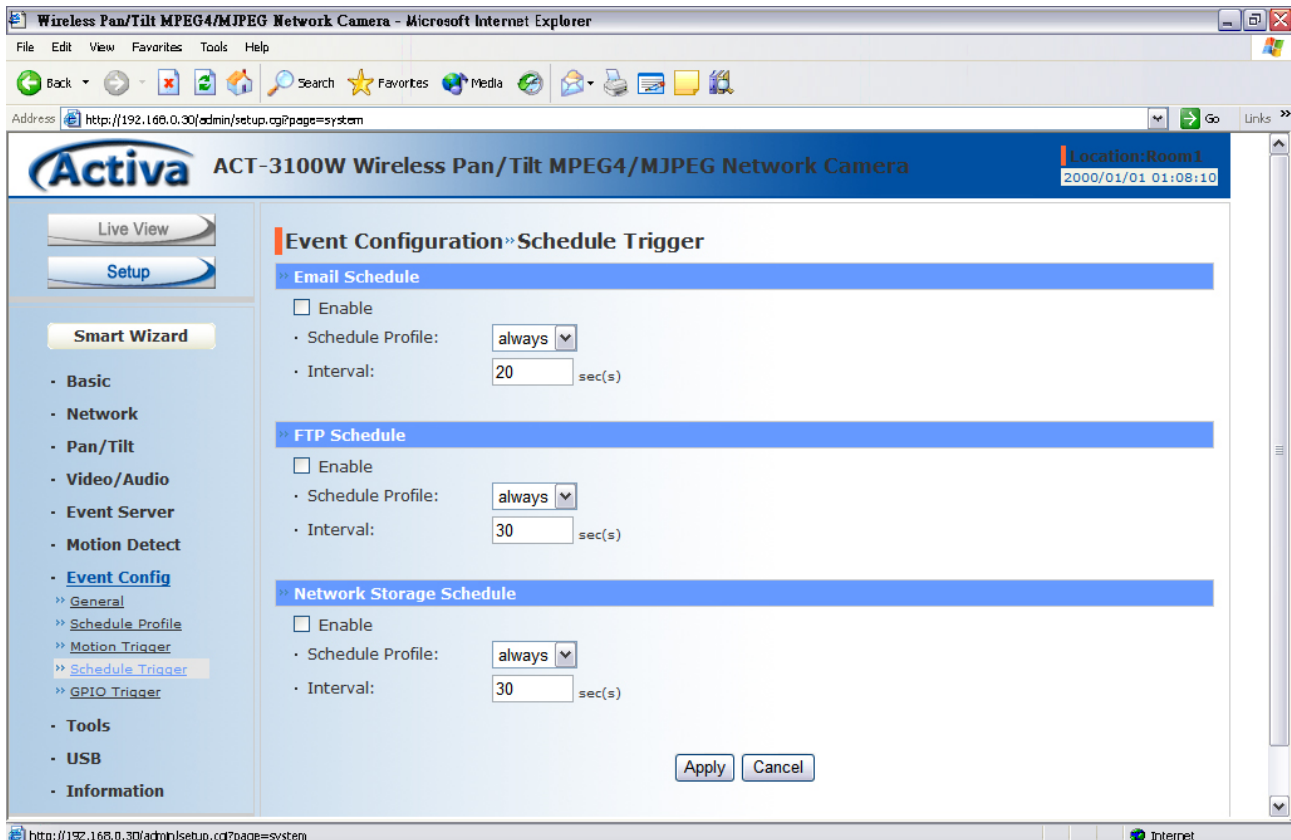 Wireless Pan/Tilt MPEG4/MJPEG Network Camera - Microsoft Internet Explorer
File Edit View Favorites Tools Help
Back Search Favorites Media
Address http://192.168.0.30/admin/setup.cgi?page=system Go Links »
Activa ACT-3100W Wireless Pan/Tilt MPEG4/MJPEG Network Camera Location:Room1
2000/01/01 01:08:10
Live View
Setup
Smart Wizard
· Basic
· Network
· Pan/Tilt
· Video/Audio
· Event Server
· Motion Detect
· Event Config
» General
» Schedule Profile
» Motion Trigger
» Schedule Trigger
» GPIO Trigger
· Tools
· USB
· Information
Event Configuration » Schedule Trigger
» Email Schedule
Enable
· Schedule Profile: always
· Interval: 20 sec(s)
» FTP Schedule
Enable
· Schedule Profile: always
· Interval: 30 sec(s)
» Network Storage Schedule
Enable
· Schedule Profile: always
· Interval: 30 sec(s)
Apply Cancel
http://192.168.0.30/admin/setup.cgi?page=system Internet